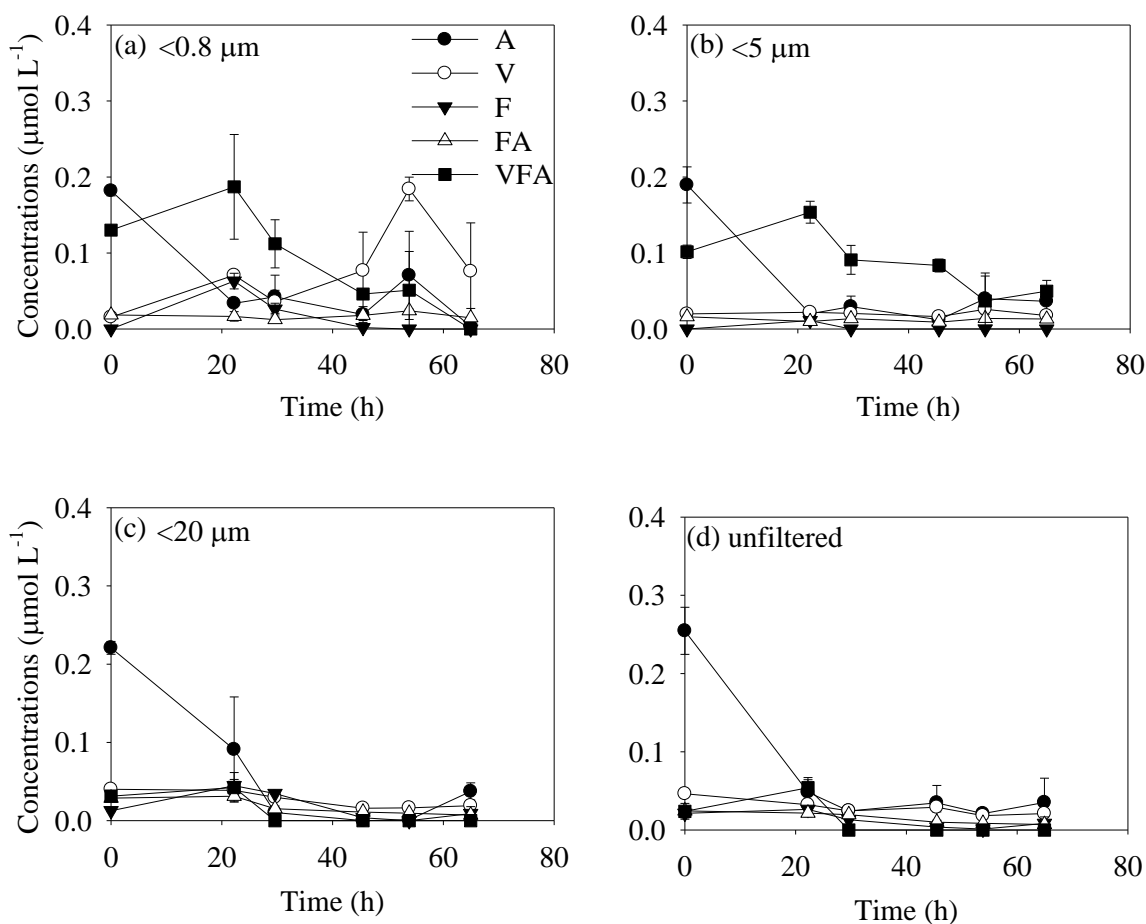 (a) <0.8 μm
A
V
F
FA
VFA
0.4
0.3
0.2
0.1
0.0
Concentrations (μmol L⁻¹)
0 20 40 60 80
Time (h)
(b) <5 μm
0.4
0.3
0.2
0.1
0.0
0 20 40 60 80
Time (h)
(c) <20 μm
0.4
0.3
0.2
0.1
0.0
Concentrations (μmol L⁻¹)
0 20 40 60 80
Time (h)
(d) unfiltered
0.4
0.3
0.2
0.1
0.0
0 20 40 60 80
Time (h)